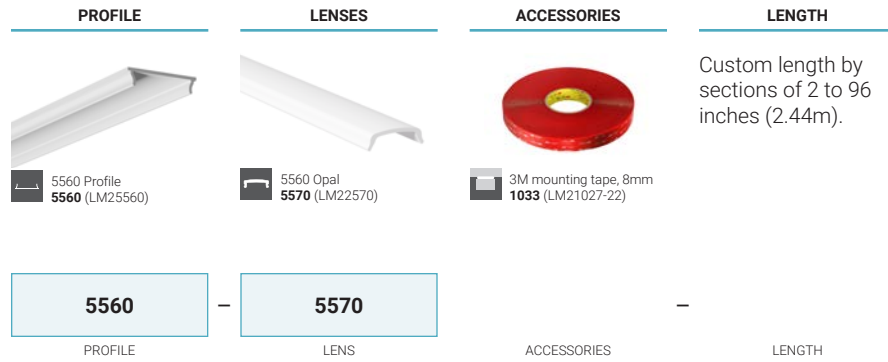 PROFILE
LENSES
ACCESSORIES
LENGTH
Custom length by
sections of 2 to 96
inches (2.44m).
5560 Profile
5560 (LM25560)
5560 Opal
5570 (LM22570)
3M mounting tape, 8mm
1033 (LM21027-22)
5560 – 5570 –
PROFILE
LENS
ACCESSORIES
LENGTH